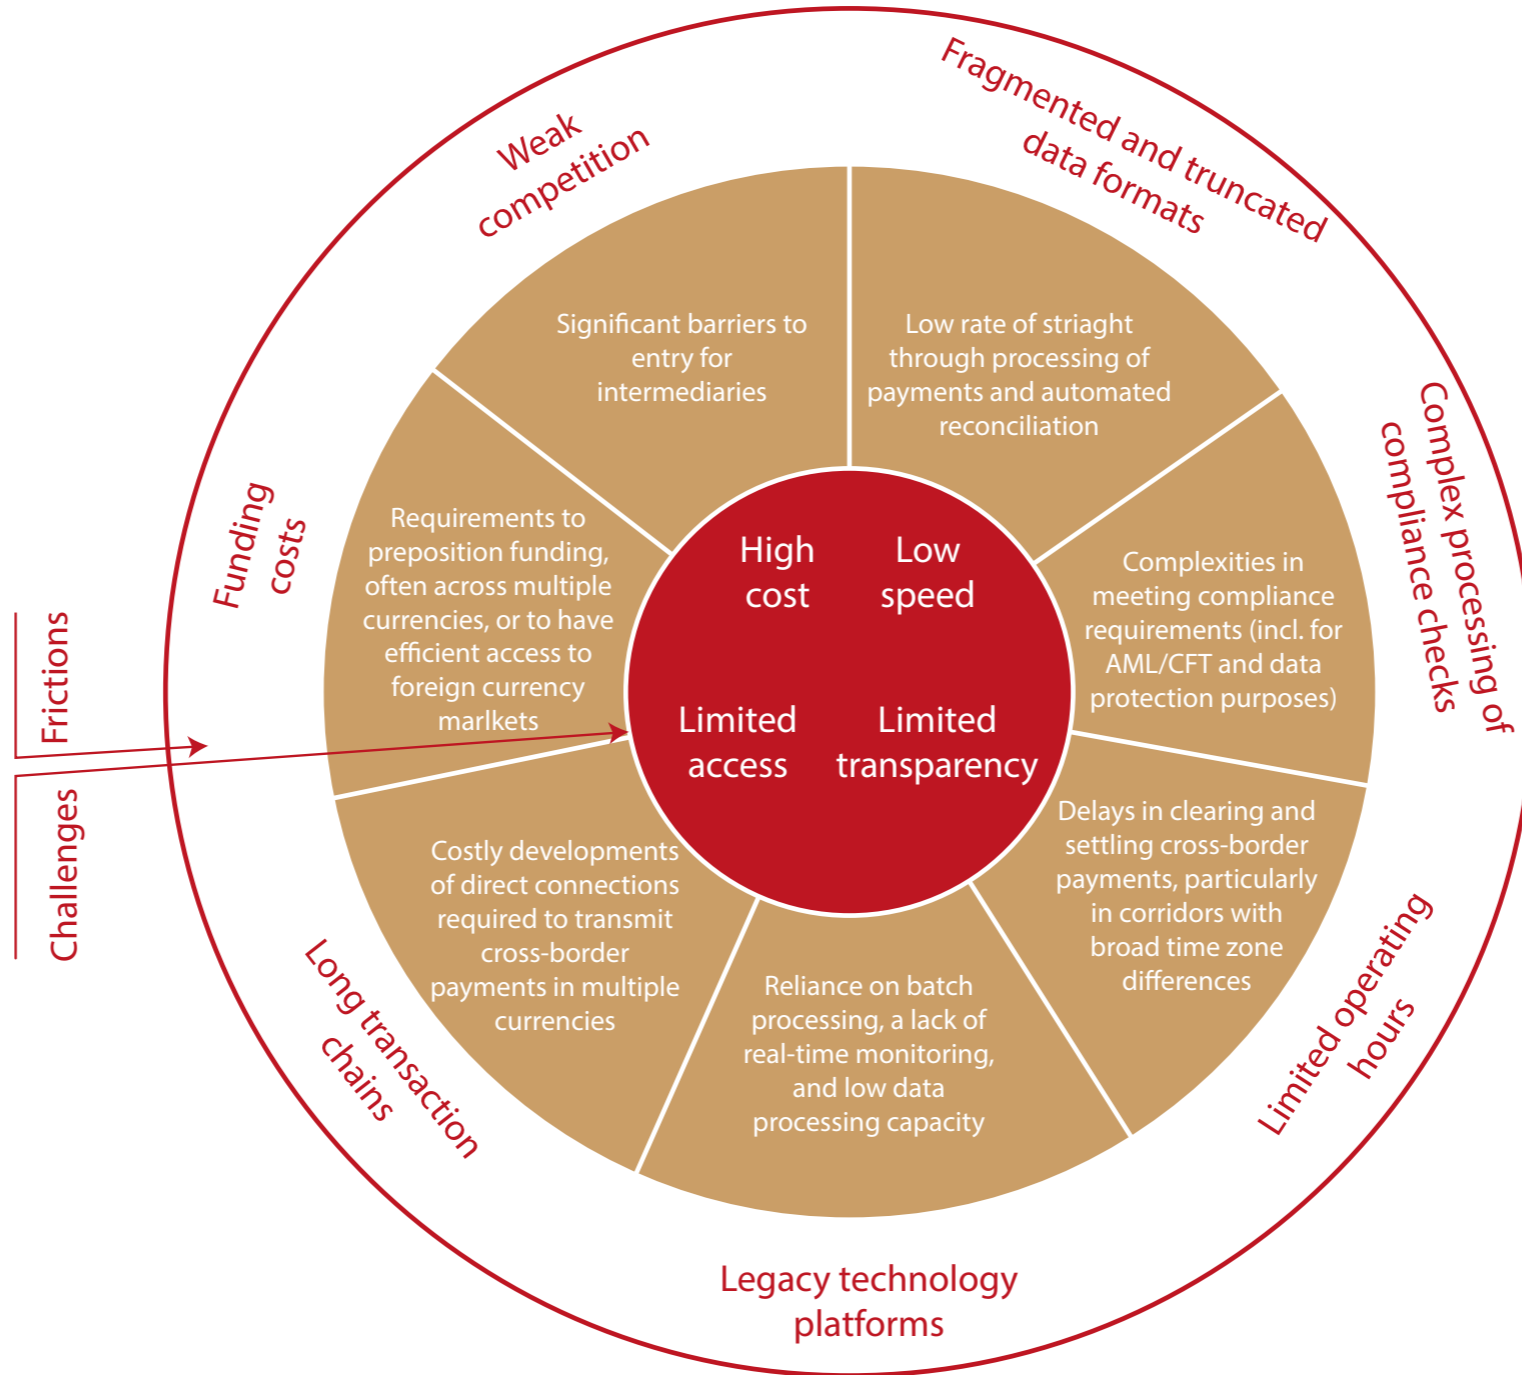 Fragmented and truncated
data formats
Weak
competition
Significant barriers to
entry for
intermediaries
Low rate of striaght
through processing of
payments and automated
reconciliation
Complex processing of
compliance checks
Funding
costs
Requirements to
preposition funding,
often across multiple
currencies, or to have
efficient access to
foreign currency
marlkets
High
cost
Low
speed
Limited
access
Limited
transparency
Complexities in
meeting compliance
requirements (incl. for
AML/CFT and data
protection purposes)
Frictions
Challenges
Costly developments
of direct connections
required to transmit
cross-border
payments in multiple
currencies
Delays in clearing and
settling cross-border
payments, particularly
in corridors with
broad time zone
differences
Long transaction
chains
Reliance on batch
processing, a lack of
real-time monitoring,
and low data
processing capacity
Limited operating
hours
Legacy technology
platforms